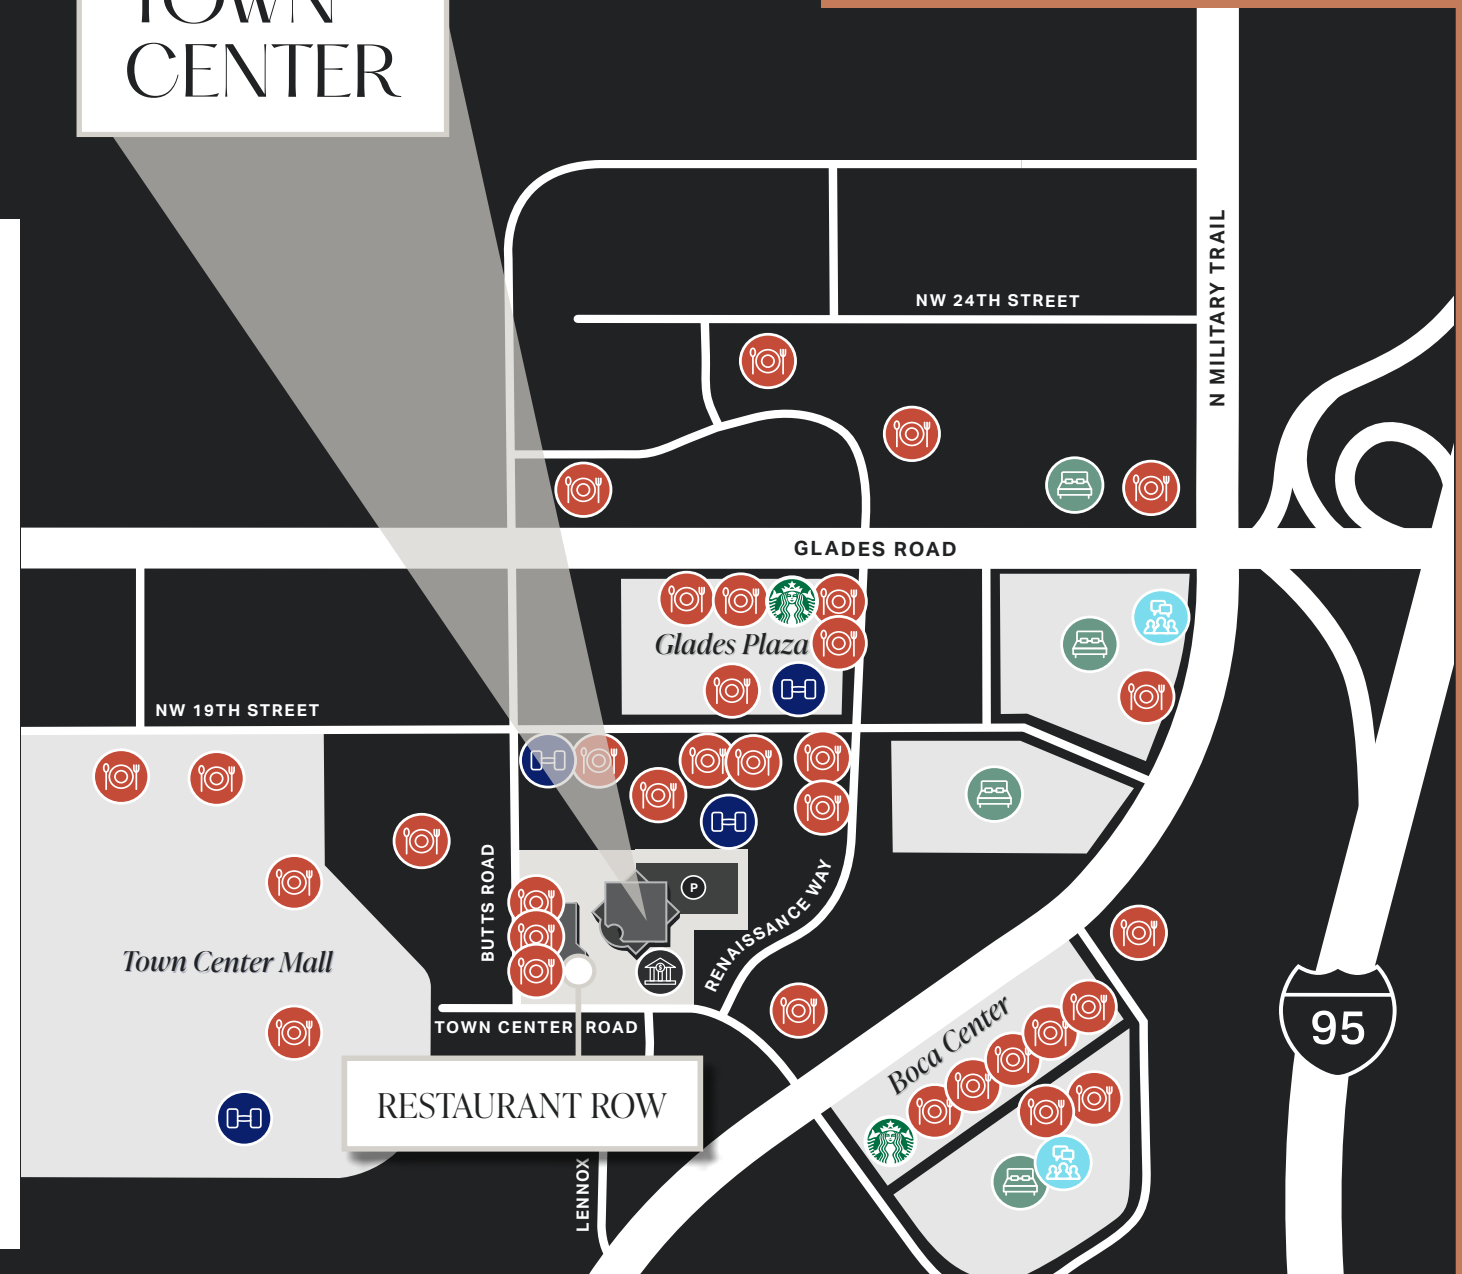 TOWN
CENTER
N MILITARY TRAIL
NW 24TH STREET
GLADES ROAD
Glades Plaza
NW 19TH STREET
BUTTS ROAD
P
$
RENAISSANCE WAY
Town Center Mall
TOWN CENTER ROAD
Boca Center
95
RESTAURANT ROW
LENNOX